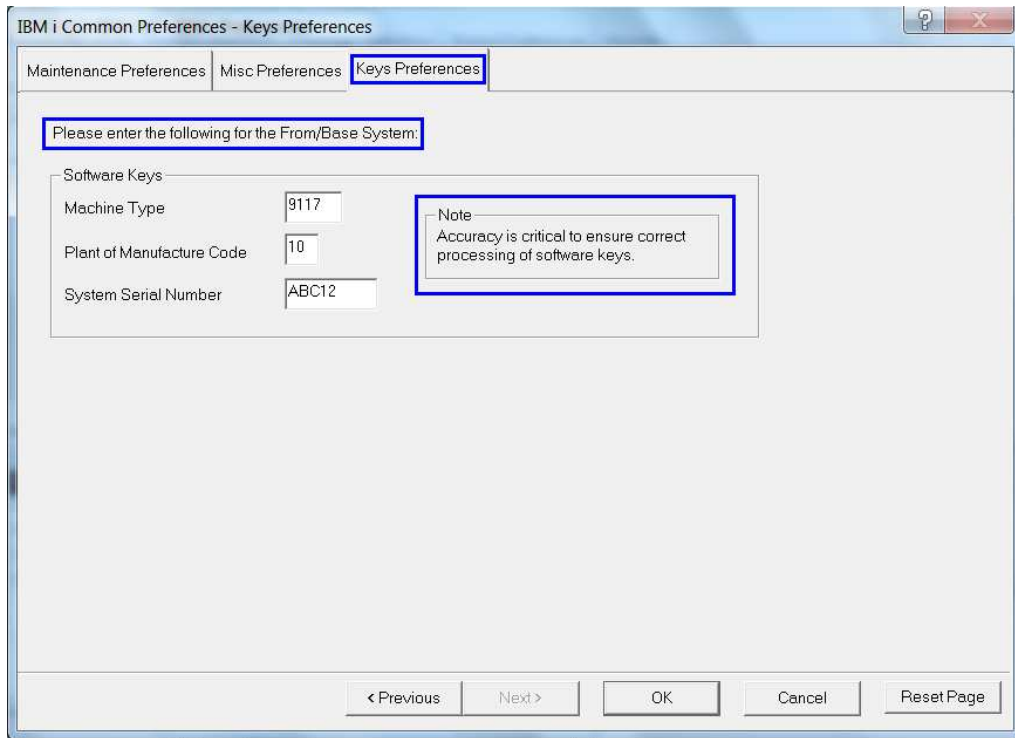 IBM i Common Preferences - Keys Preferences
Maintenance Preferences Misc Preferences Keys Preferences
Please enter the following for the From/Base System:
Software Keys
Machine Type 9117
Plant of Manufacture Code 10
System Serial Number ABC12
Note
Accuracy is critical to ensure correct
processing of software keys.
< Previous Next > OK Cancel Reset Page